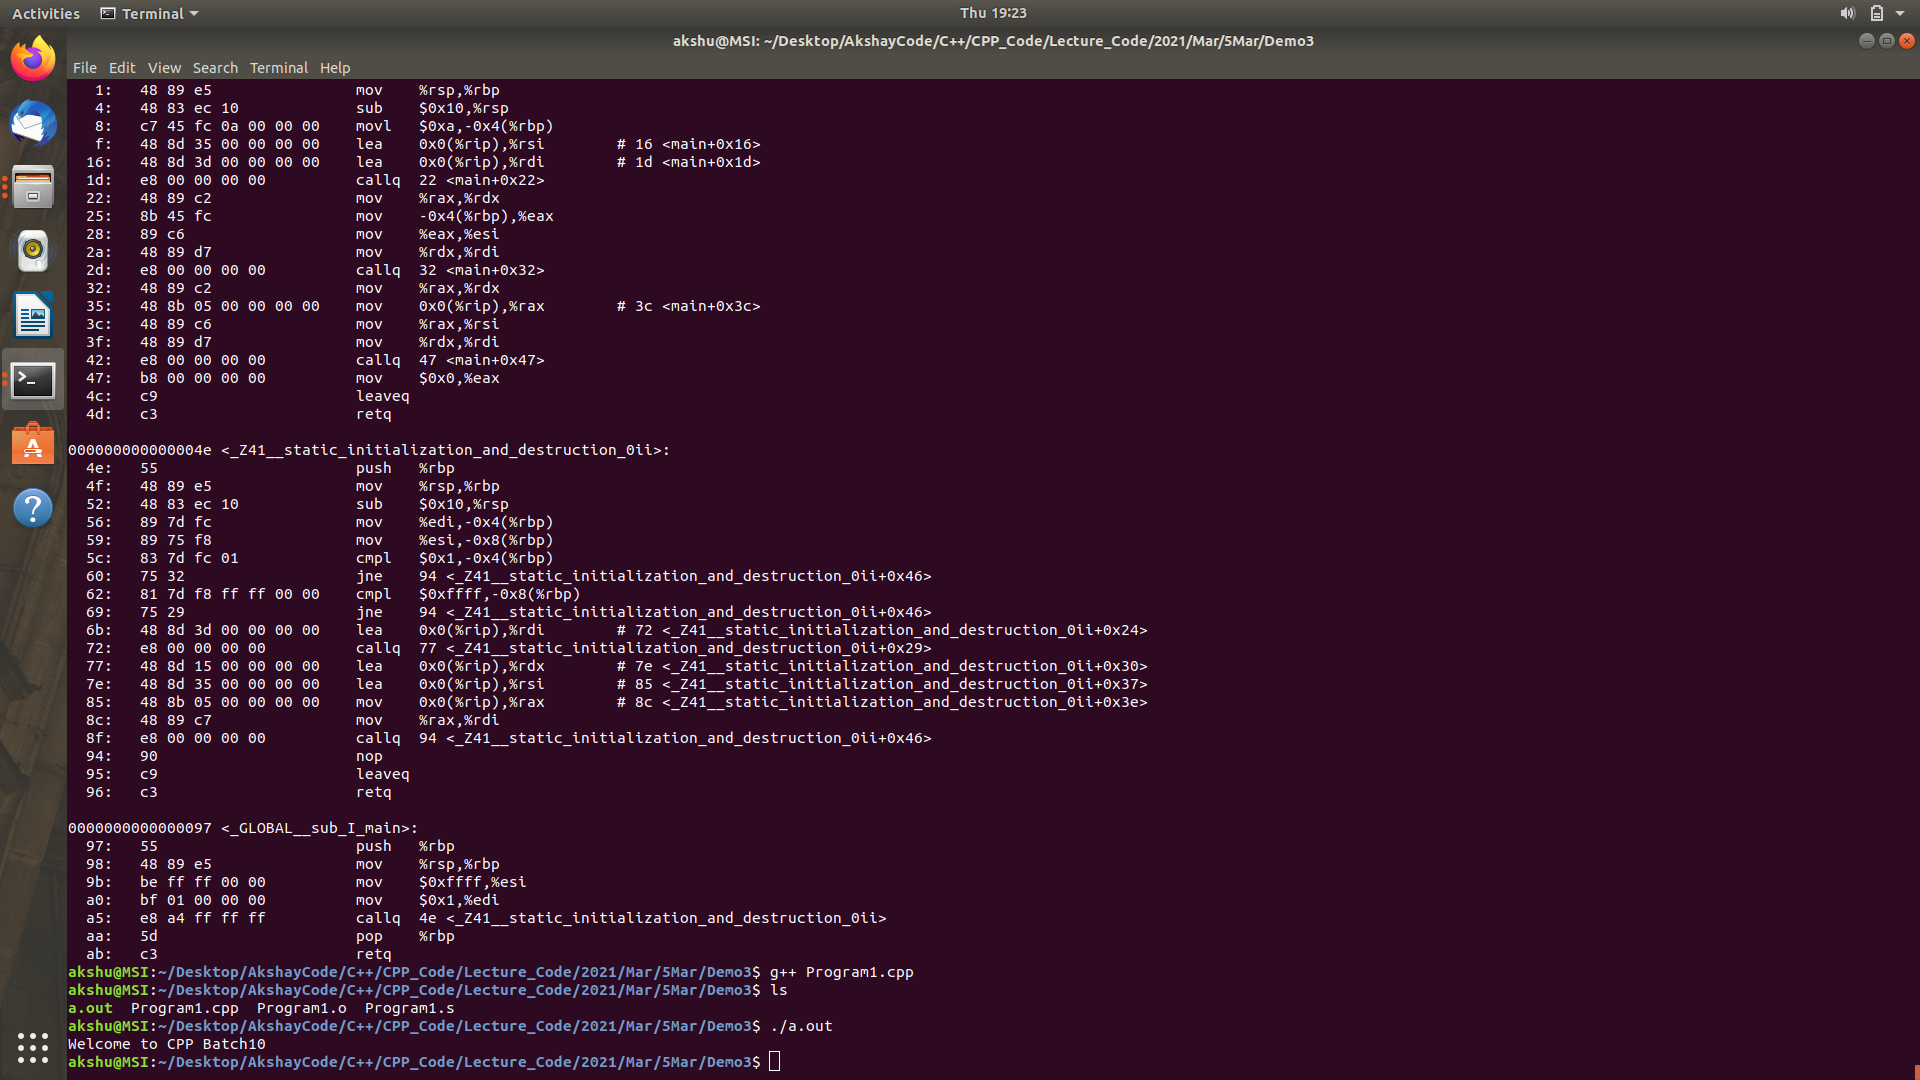 Activities Terminal Thu 19:23
akshu@MSI: ~/Desktop/AkshayCode/C++/CPP_Code/Lecture_Code/2021/Mar/5Mar/Demo3
File Edit View Search Terminal Help
1: 48 89 e5 mov %rsp,%rbp
4: 48 83 ec 10 sub $0x10,%rsp
8: c7 45 fc 0a 00 00 00 movl $0xa,-0x4(%rbp)
f: 48 8d 35 00 00 00 00 lea 0x0(%rip),%rsi # 16 <main+0x16>
16: 48 8d 3d 00 00 00 00 lea 0x0(%rip),%rdi # 1d <main+0x1d>
1d: e8 00 00 00 00 callq 22 <main+0x22>
22: 48 89 c2 mov %rax,%rdx
25: 8b 45 fc mov -0x4(%rbp),%eax
28: 89 c6 mov %eax,%esi
2a: 48 89 d7 mov %rdx,%rdi
2d: e8 00 00 00 00 callq 32 <main+0x32>
32: 48 89 c2 mov %rax,%rdx
35: 48 8b 05 00 00 00 00 mov 0x0(%rip),%rax # 3c <main+0x3c>
3c: 48 89 c6 mov %rax,%rsi
3f: 48 89 d7 mov %rdx,%rdi
42: e8 00 00 00 00 callq 47 <main+0x47>
47: b8 00 00 00 00 mov $0x0,%eax
4c: c9 leaveq
4d: c3 retq
000000000000004e <_Z41__static_initialization_and_destruction_0ii>:
4e: 55 push %rbp
4f: 48 89 e5 mov %rsp,%rbp
52: 48 83 ec 10 sub $0x10,%rsp
56: 89 7d fc mov %edi,-0x4(%rbp)
59: 89 75 f8 mov %esi,-0x8(%rbp)
5c: 83 7d fc 01 cmpl $0x1,-0x4(%rbp)
60: 75 32 jne 94 <_Z41__static_initialization_and_destruction_0ii+0x46>
62: 81 7d f8 ff ff 00 00 cmpl $0xffff,-0x8(%rbp)
69: 75 29 jne 94 <_Z41__static_initialization_and_destruction_0ii+0x46>
6b: 48 8d 3d 00 00 00 00 lea 0x0(%rip),%rdi # 72 <_Z41__static_initialization_and_destruction_0ii+0x24>
72: e8 00 00 00 00 callq 77 <_Z41__static_initialization_and_destruction_0ii+0x29>
77: 48 8d 15 00 00 00 00 lea 0x0(%rip),%rdx # 7e <_Z41__static_initialization_and_destruction_0ii+0x30>
7e: 48 8d 35 00 00 00 00 lea 0x0(%rip),%rsi # 85 <_Z41__static_initialization_and_destruction_0ii+0x37>
85: 48 8b 05 00 00 00 00 mov 0x0(%rip),%rax # 8c <_Z41__static_initialization_and_destruction_0ii+0x3e>
8c: 48 89 c7 mov %rax,%rdi
8f: e8 00 00 00 00 callq 94 <_Z41__static_initialization_and_destruction_0ii+0x46>
94: 90 nop
95: c9 leaveq
96: c3 retq
0000000000000097 <_GLOBAL__sub_I_main>:
97: 55 push %rbp
98: 48 89 e5 mov %rsp,%rbp
9b: be ff ff 00 00 mov $0xffff,%esi
a0: bf 01 00 00 00 mov $0x1,%edi
a5: e8 a4 ff ff ff callq 4e <_Z41__static_initialization_and_destruction_0ii>
aa: 5d pop %rbp
ab: c3 retq
akshu@MSI:~/Desktop/AkshayCode/C++/CPP_Code/Lecture_Code/2021/Mar/5Mar/Demo3$ g++ Program1.cpp
akshu@MSI:~/Desktop/AkshayCode/C++/CPP_Code/Lecture_Code/2021/Mar/5Mar/Demo3$ ls
a.out Program1.cpp Program1.o Program1.s
akshu@MSI:~/Desktop/AkshayCode/C++/CPP_Code/Lecture_Code/2021/Mar/5Mar/Demo3$ ./a.out
Welcome to CPP Batch10
akshu@MSI:~/Desktop/AkshayCode/C++/CPP_Code/Lecture_Code/2021/Mar/5Mar/Demo3$